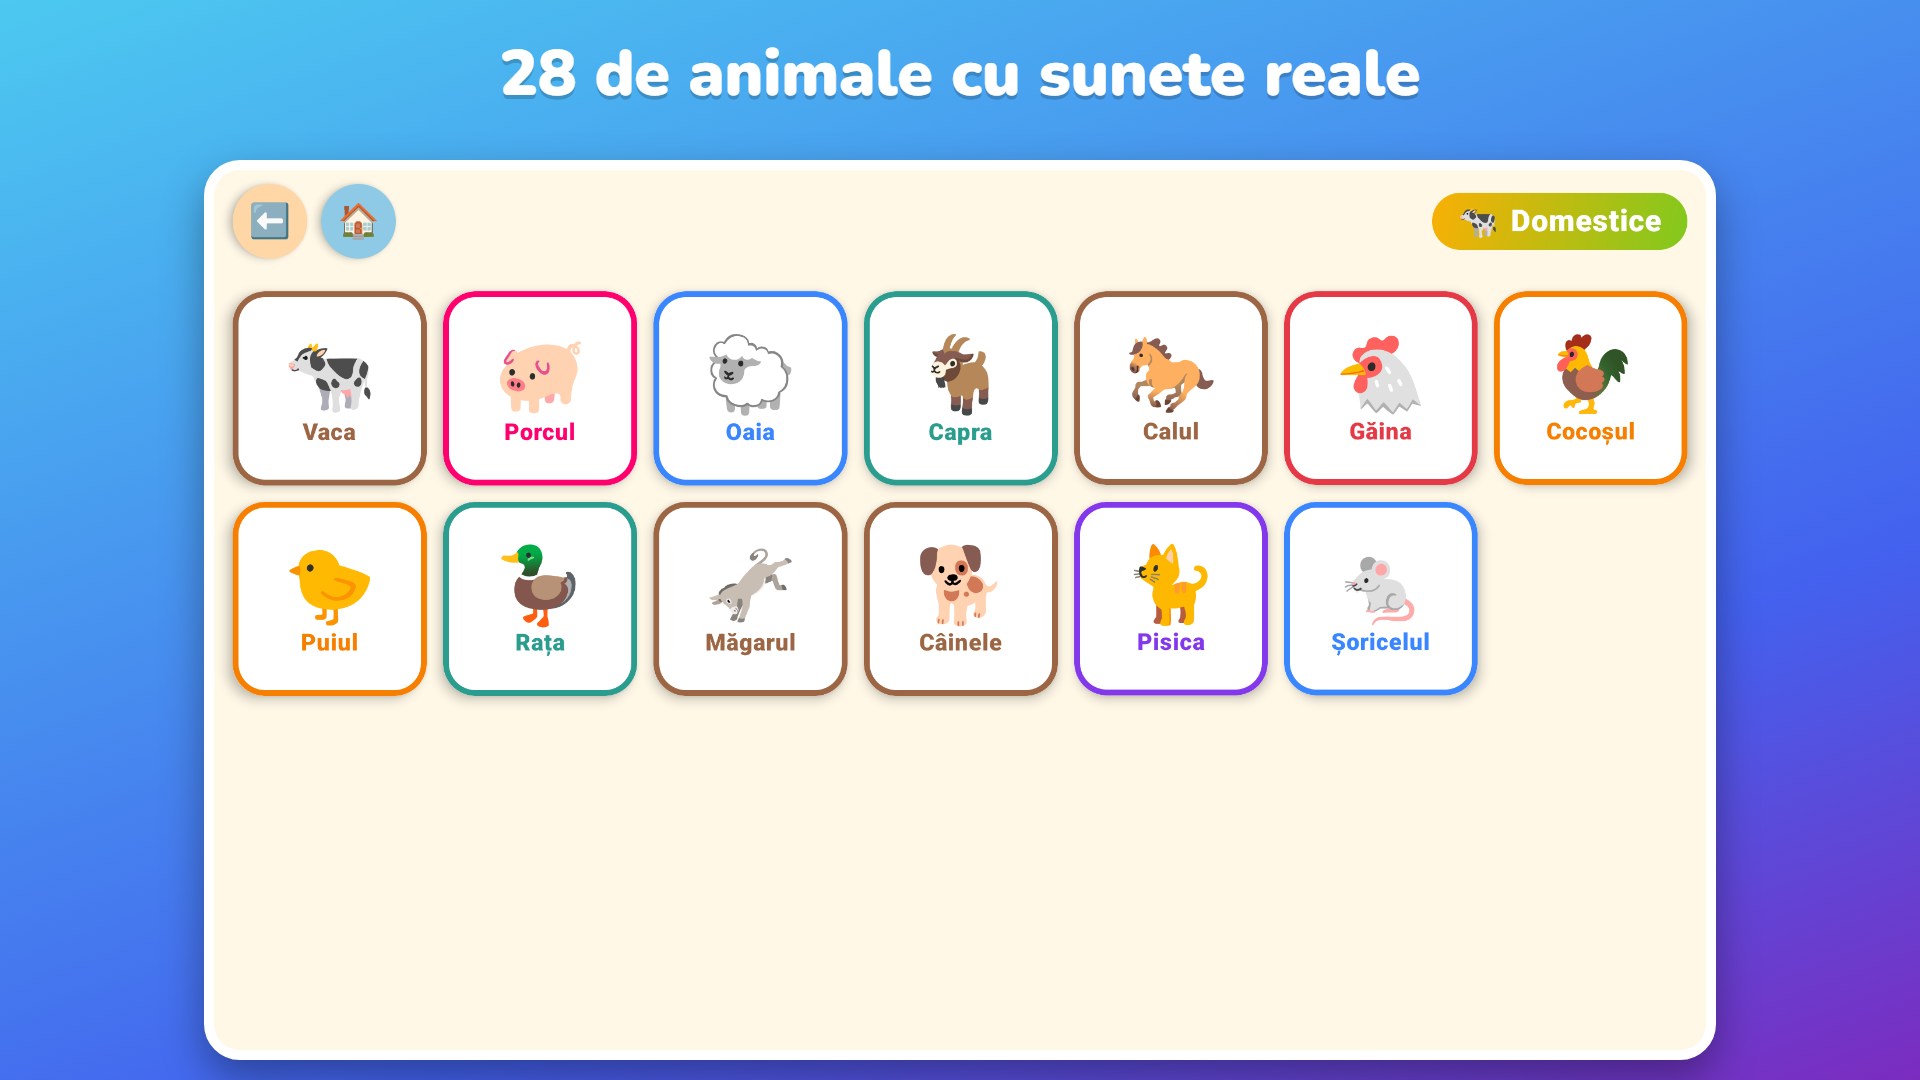 28 de animale cu sunete reale
Domestice
Vaca
Porcul
Oaia
Capra
Calul
Găina
Cocoșul
Puiul
Rața
Măgarul
Câinele
Pisica
Șoricelul